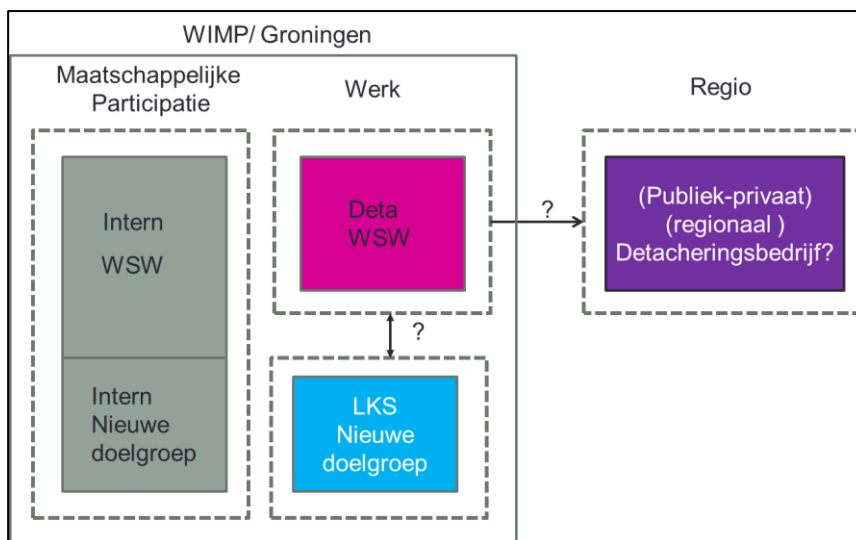 WIMP/ Groningen
Maatschappelijke
Participatie
Werk
Regio
Intern
WSW
Deta
WSW
?
(Publiek-privaat)
(regionaal )
Detacheringsbedrijf?
?
Intern
Nieuwe
doelgroep
LKS
Nieuwe
doelgroep